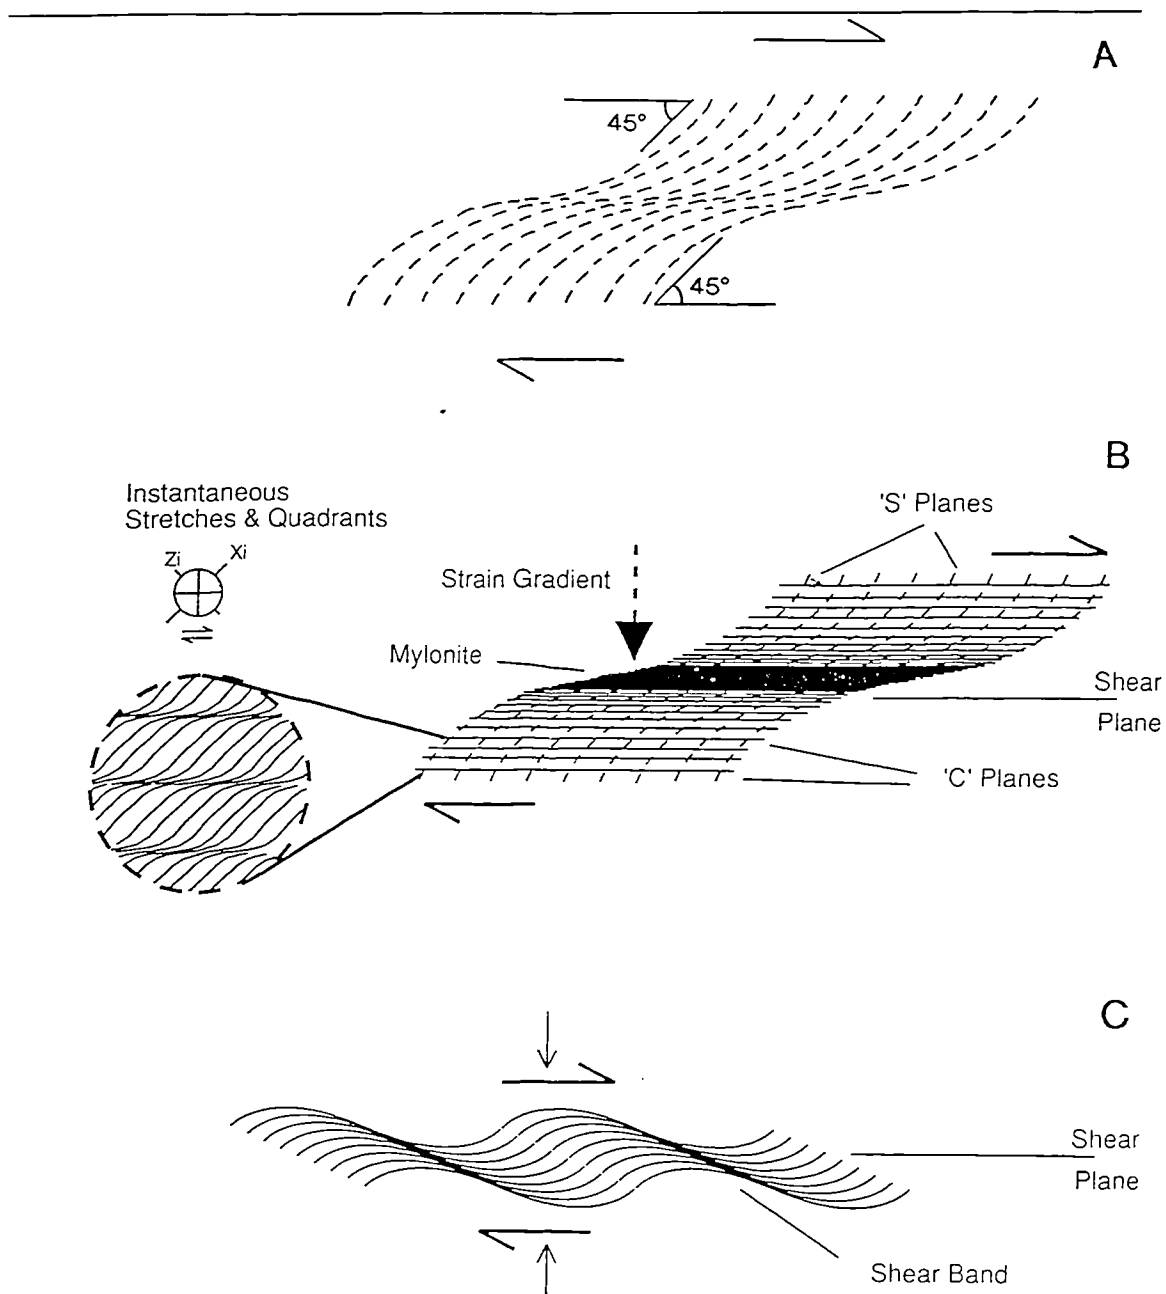 A
45°
45°
B
Instantaneous
Stretches & Quadrants
Zi
Xi
'S' Planes
Strain Gradient
Mylonite
Shear
Plane
'C' Planes
C
Shear
Plane
Shear Band